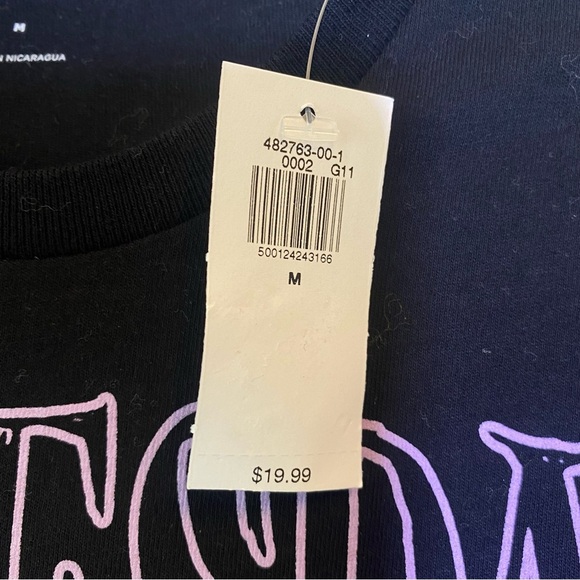 M
NICARAGUA
482763-00-1
0002 G11
500124243166
M
$19.99